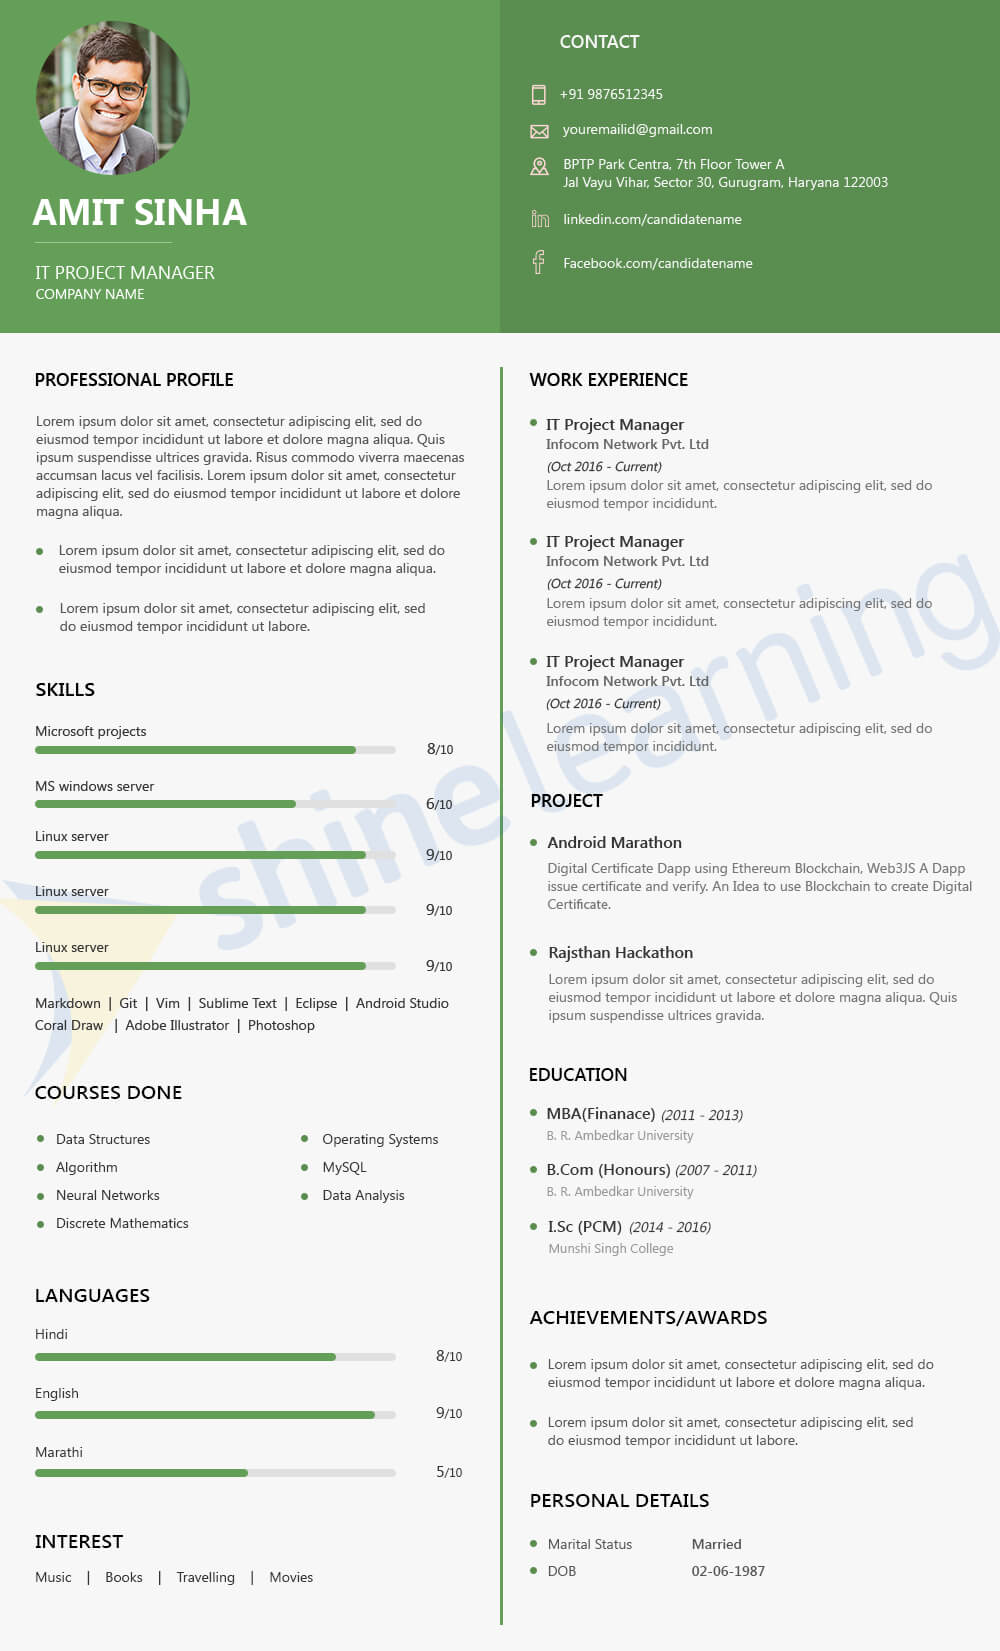 AMIT SINHA
IT PROJECT MANAGER
COMPANY NAME
CONTACT
+91 9876512345
youremailid@gmail.com
BPTP Park Centra, 7th Floor Tower A
Jal Vayu Vihar, Sector 30, Gurugram, Haryana 122003
linkedin.com/candidatename
Facebook.com/candidatename
PROFESSIONAL PROFILE
Lorem ipsum dolor sit amet, consectetur adipiscing elit, sed do
eiusmod tempor incididunt ut labore et dolore magna aliqua. Quis
ipsum suspendisse ultrices gravida. Risus commodo viverra maecenas
accumsan lacus vel facilisis. Lorem ipsum dolor sit amet, consectetur
adipiscing elit, sed do eiusmod tempor incididunt ut labore et dolore
magna aliqua.
Lorem ipsum dolor sit amet, consectetur adipiscing elit, sed do
eiusmod tempor incididunt ut labore et dolore magna aliqua.
Lorem ipsum dolor sit amet, consectetur adipiscing elit, sed
do eiusmod tempor incididunt ut labore.
SKILLS
Microsoft projects
8/10
MS windows server
6/10
Linux server
9/10
Linux server
9/10
Linux server
9/10
Markdown | Git | Vim | Sublime Text | Eclipse | Android Studio
Coral Draw | Adobe Illustrator | Photoshop
COURSES DONE
Data Structures
Algorithm
Neural Networks
Discrete Mathematics
Operating Systems
MySQL
Data Analysis
LANGUAGES
Hindi
8/10
English
9/10
Marathi
5/10
INTEREST
Music | Books | Travelling | Movies
WORK EXPERIENCE
IT Project Manager
Infocom Network Pvt. Ltd
(Oct 2016 - Current)
Lorem ipsum dolor sit amet, consectetur adipiscing elit, sed do
eiusmod tempor incididunt.
IT Project Manager
Infocom Network Pvt. Ltd
(Oct 2016 - Current)
Lorem ipsum dolor sit amet, consectetur adipiscing elit, sed do
eiusmod tempor incididunt.
IT Project Manager
Infocom Network Pvt. Ltd
(Oct 2016 - Current)
Lorem ipsum dolor sit amet, consectetur adipiscing elit, sed do
eiusmod tempor incididunt.
PROJECT
Android Marathon
Digital Certificate Dapp using Ethereum Blockchain, Web3JS A Dapp
issue certificate and verify. An Idea to use Blockchain to create Digital
Certificate.
Rajsthan Hackathon
Lorem ipsum dolor sit amet, consectetur adipiscing elit, sed do
eiusmod tempor incididunt ut labore et dolore magna aliqua. Quis
ipsum suspendisse ultrices gravida.
EDUCATION
MBA(Finanace) (2011 - 2013)
B. R. Ambedkar University
B.Com (Honours) (2007 - 2011)
B. R. Ambedkar University
I.Sc (PCM) (2014 - 2016)
Munshi Singh College
ACHIEVEMENTS/AWARDS
Lorem ipsum dolor sit amet, consectetur adipiscing elit, sed do
eiusmod tempor incididunt ut labore et dolore magna aliqua.
Lorem ipsum dolor sit amet, consectetur adipiscing elit, sed
do eiusmod tempor incididunt ut labore.
PERSONAL DETAILS
Marital Status Married
DOB 02-06-1987
shine learning